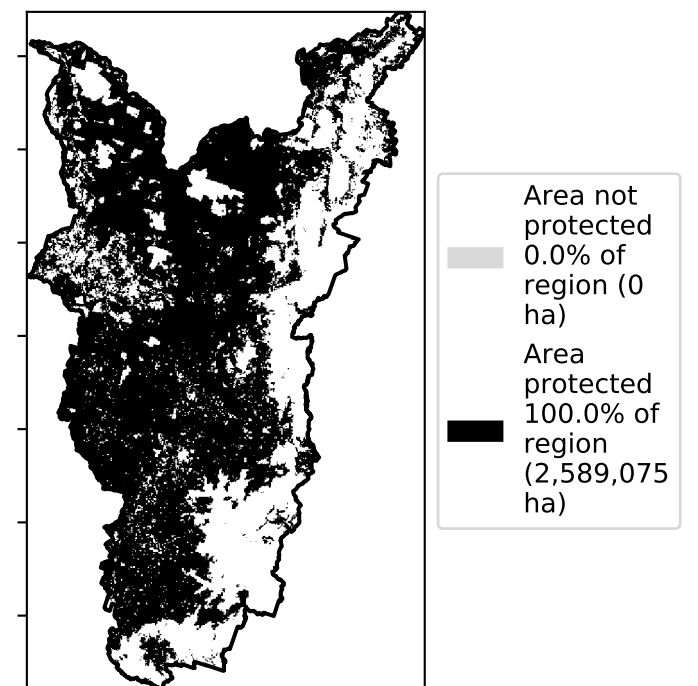 Area not
protected
0.0% of
region (0
ha)
Area
protected
100.0% of
region
(2,589,075
ha)